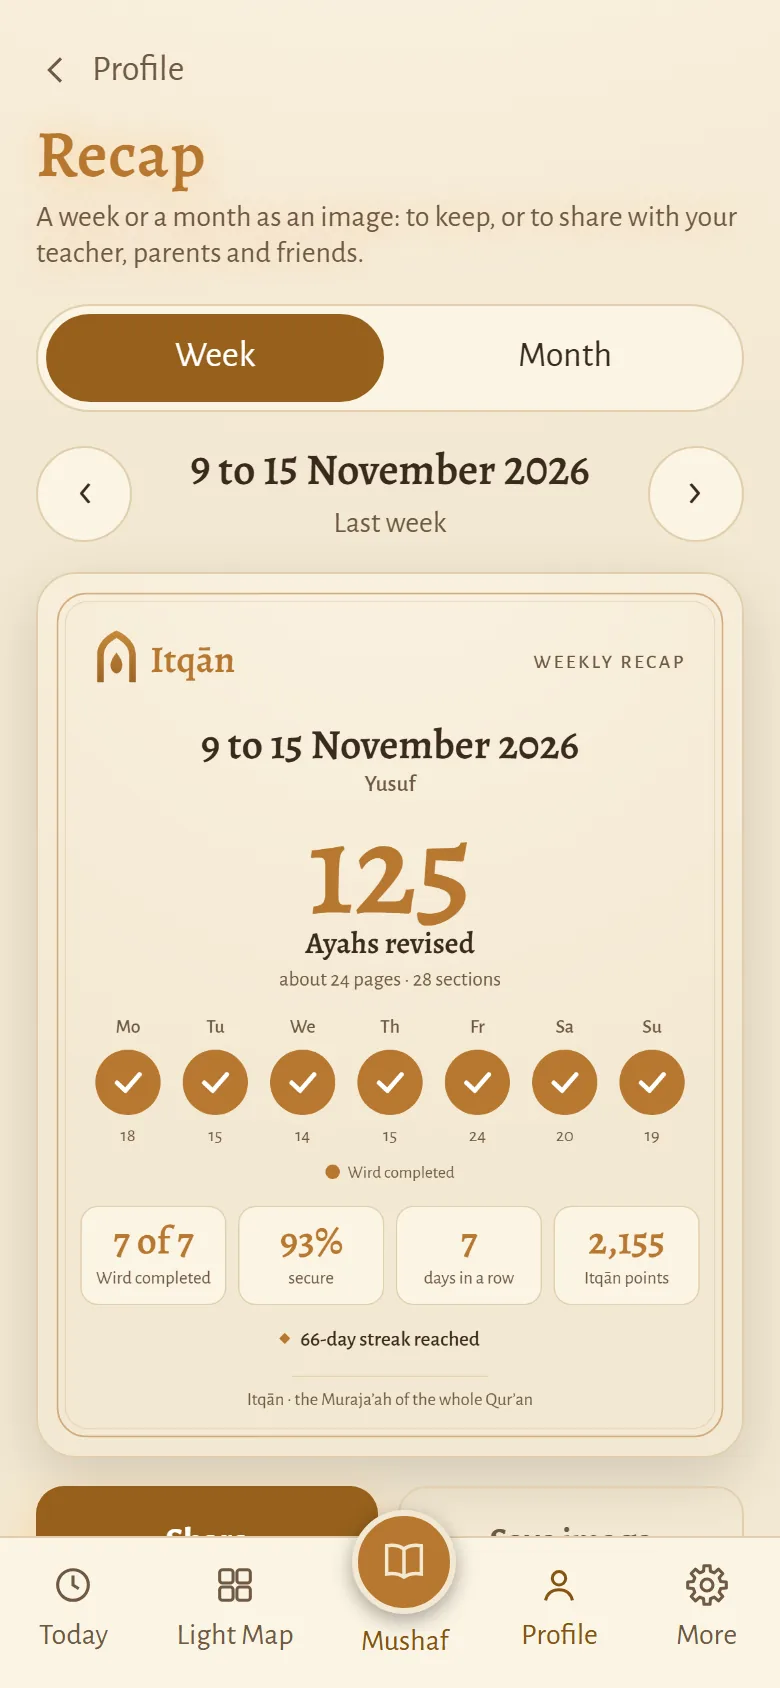 Profile
Recap
A week or a month as an image: to keep, or to share with your
teacher, parents and friends.
Week Month
9 to 15 November 2026
Last week
Itqān WEEKLY RECAP
9 to 15 November 2026
Yusuf
125
Ayahs revised
about 24 pages · 28 sections
Mo Tu We Th Fr Sa Su
18 15 14 15 24 20 19
Wird completed
7 of 7 93% 7 2,155
Wird completed secure days in a row Itqān points
66-day streak reached
Itqān · the Muraja’ah of the whole Qur’an
Share Save image
Today Light Map Mushaf Profile More